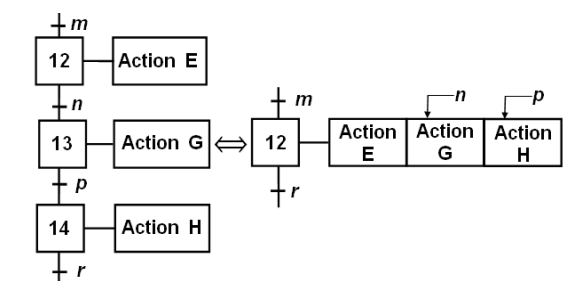 m
12 Action E
n
13 Action G
p
14 Action H
r
m
n
p
12 Action E Action G Action H
r